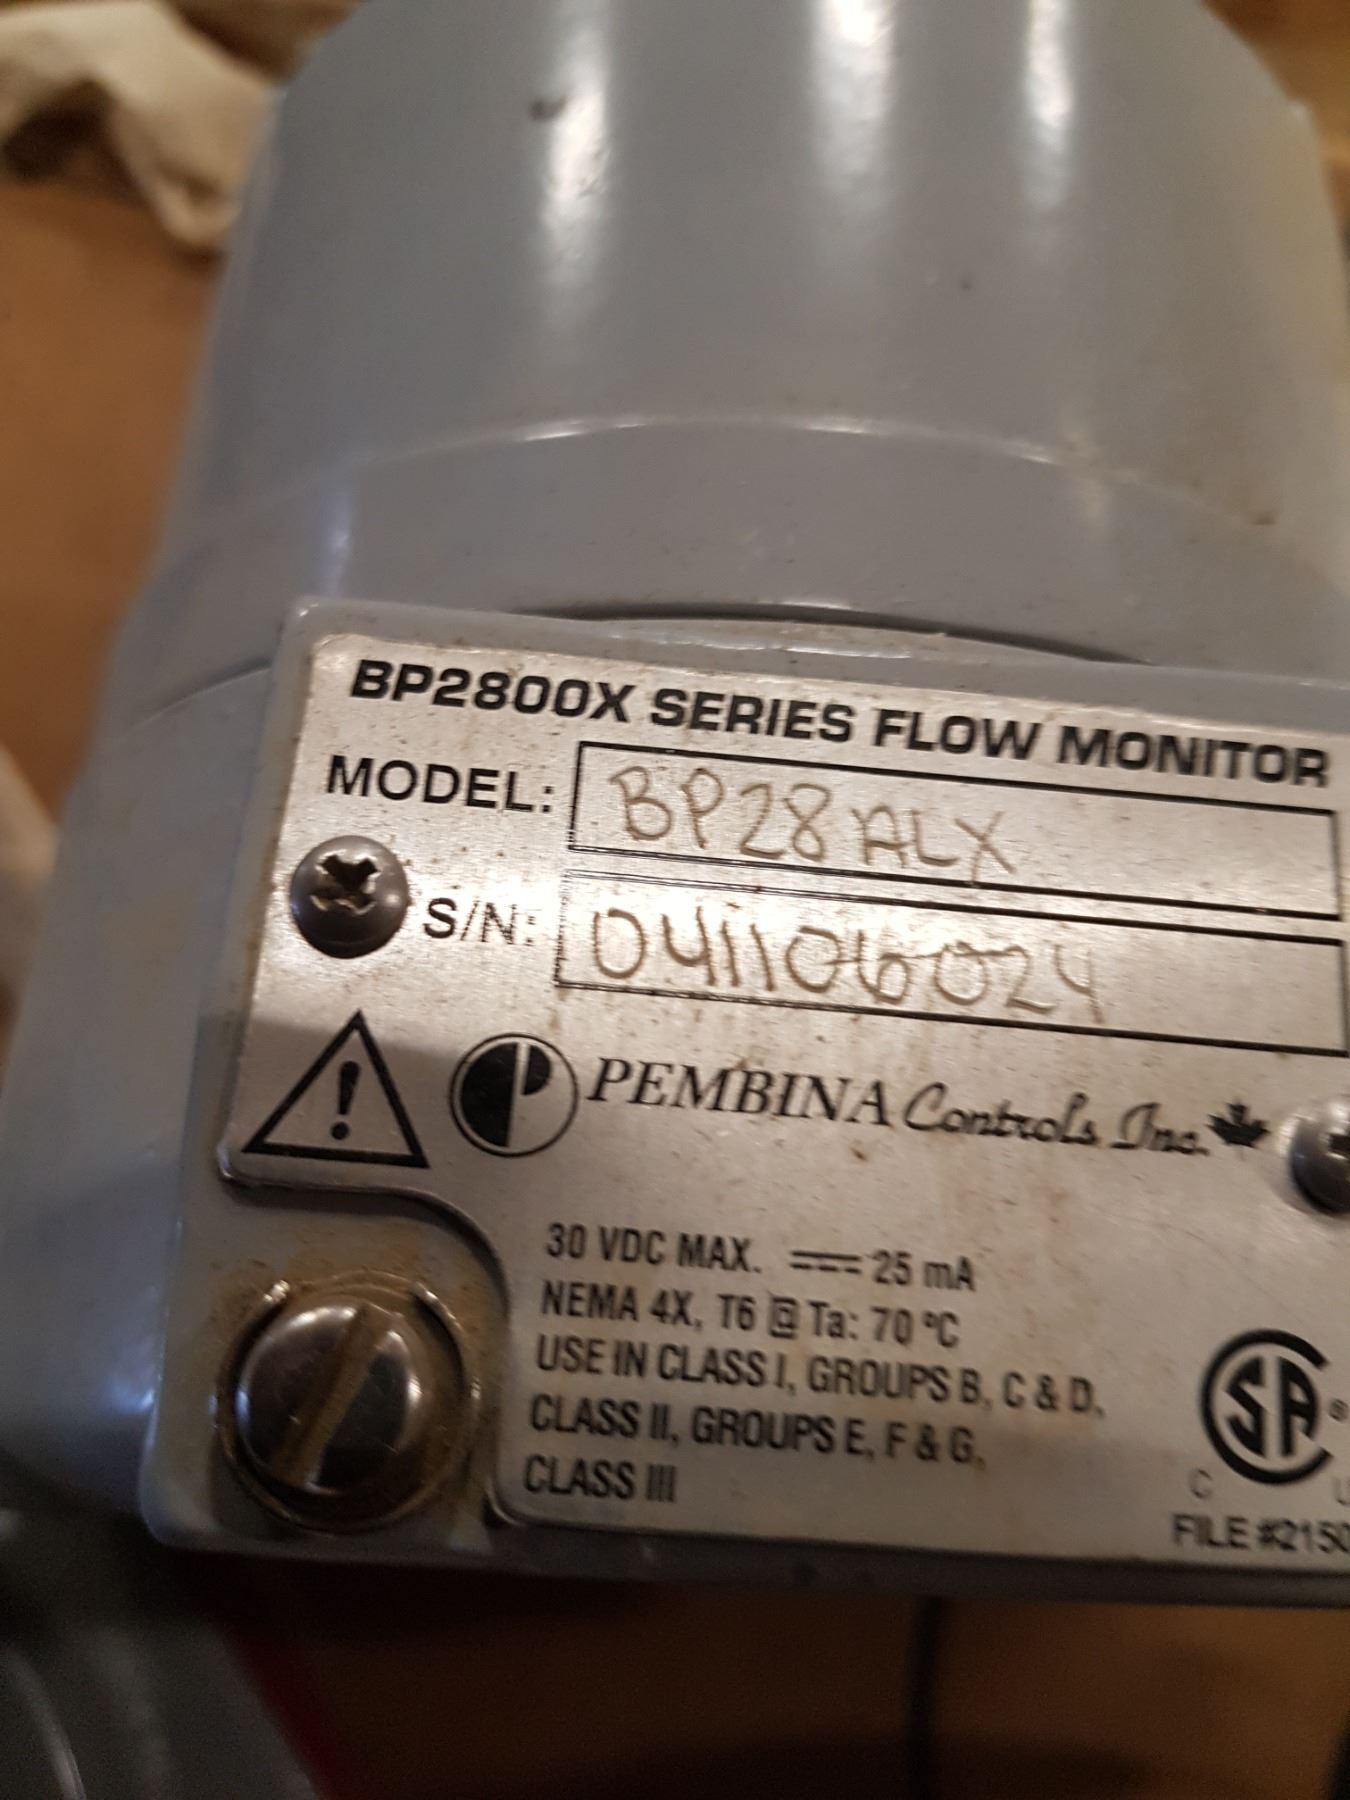 BP2800X SERIES FLOW MONITOR
MODEL: BP28ALX
S/N: 041106024
PEMBINA Controls Inc.
30 VDC MAX. 25 mA
NEMA 4X, T6 @ Ta: 70 °C
USE IN CLASS I, GROUPS B, C & D,
CLASS II, GROUPS E, F & G,
CLASS III
C
FILE #2150